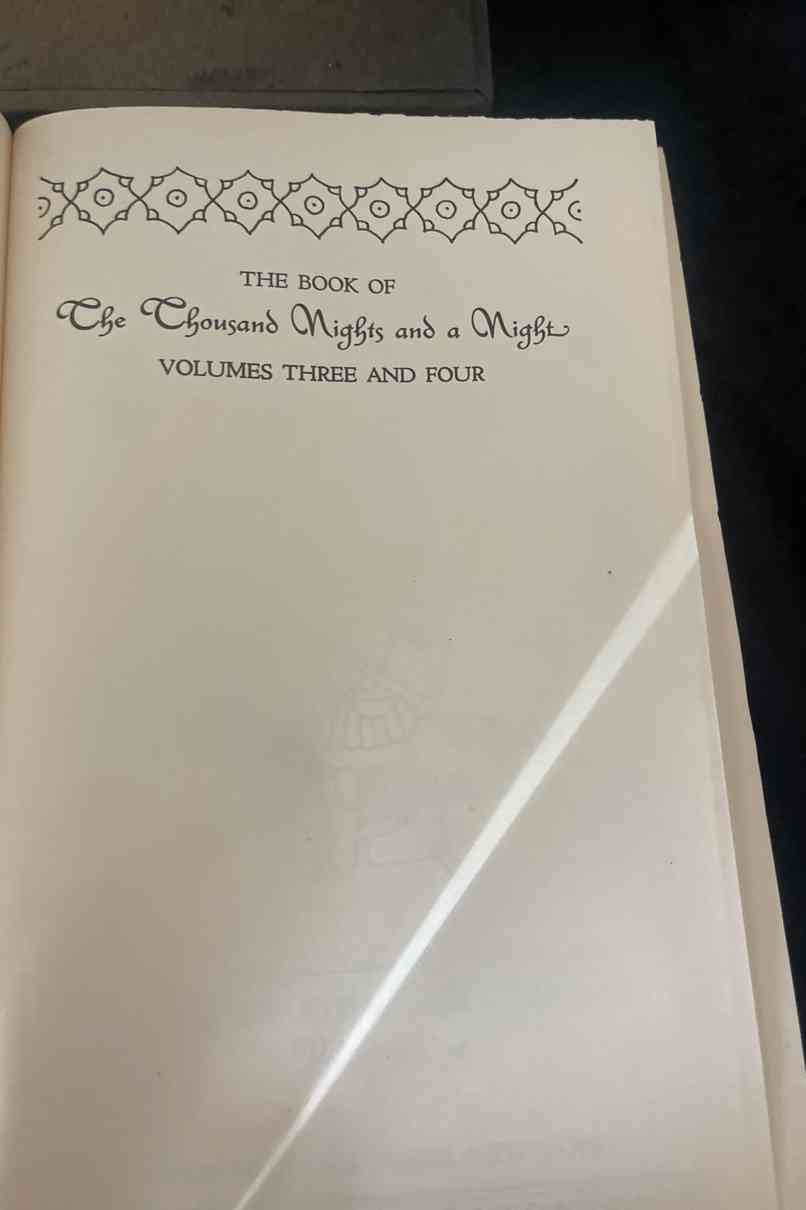 THE BOOK OF
The Thousand Nights and a Night
VOLUMES THREE AND FOUR